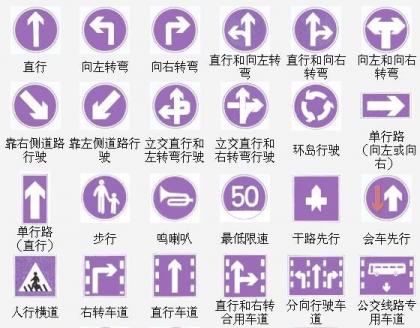 直行
向左转弯
向右转弯
直行和向左转
弯
直行和向右
转弯
向左和向右转
弯
靠右侧道路行
驶
靠左侧道路行
驶
立交直行和
左转弯行驶
立交直行和
右转弯行驶
环岛行驶
单行路
（向左或向
右）
单行路
（直行）
步行
鸣喇叭
50
最低限速
干路先行
会车先行
人行横道
右转车道
直行车道
直行和右转
合用车道
分向行驶车
道
公交线路专
用车道